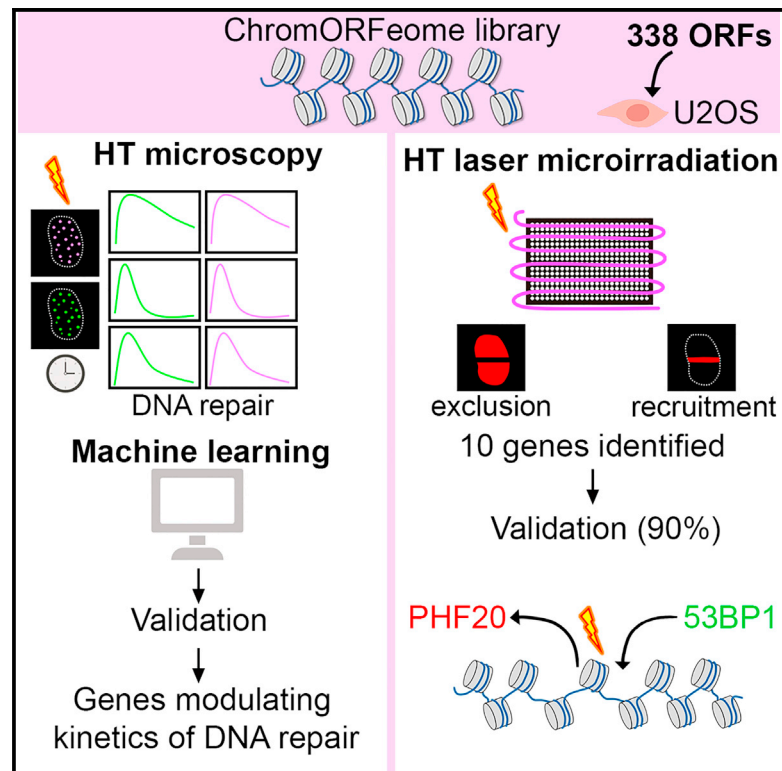 ChromORFeome library
338 ORFs
U2OS
HT microscopy
DNA repair
Machine learning
Validation
Genes modulating
kinetics of DNA repair
HT laser microirradiation
exclusion
recruitment
10 genes identified
Validation (90%)
PHF20
53BP1